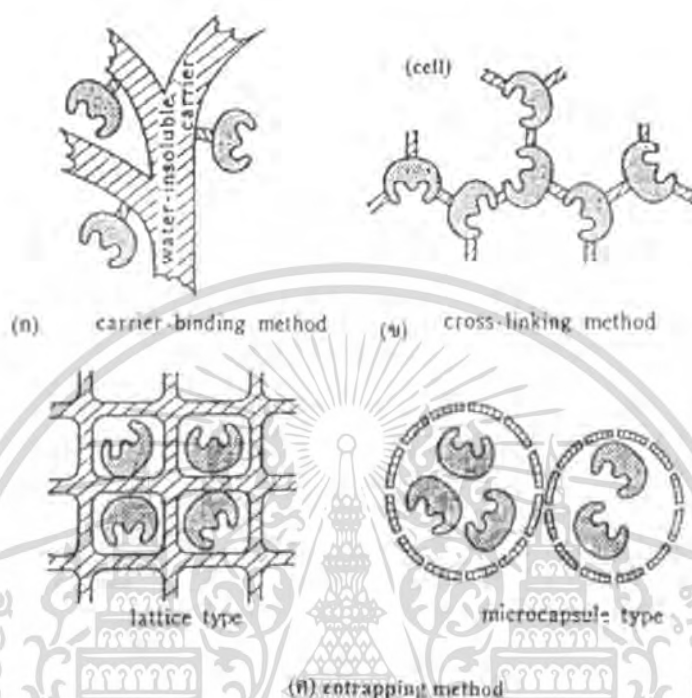 water-insoluble
carrier
(cell)
(ก) carrier-binding method
(ข) cross-linking method
lattice type
microcapsule type
(ค) entrapping method